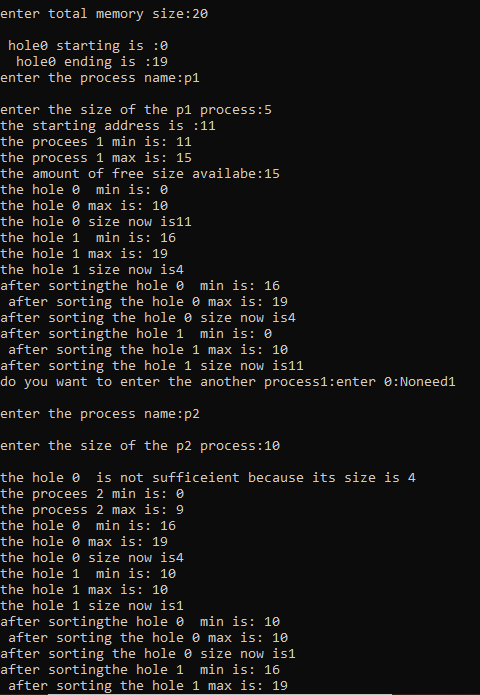 enter total memory size:20
hole0 starting is :0
hole0 ending is :19
enter the process name:p1
enter the size of the p1 process:5
the starting address is :11
the procees 1 min is: 11
the process 1 max is: 15
the amount of free size availabe:15
the hole 0  min is: 0
the hole 0 max is: 10
the hole 0 size now is11
the hole 1  min is: 16
the hole 1 max is: 19
the hole 1 size now is4
after sortingthe hole 0  min is: 16
after sorting the hole 0 max is: 19
after sorting the hole 0 size now is4
after sortingthe hole 1  min is: 0
after sorting the hole 1 max is: 10
after sorting the hole 1 size now is11
do you want to enter the another process1:enter 0:Noneed1
enter the process name:p2
enter the size of the p2 process:10
the hole 0  is not sufficeient because its size is 4
the procees 2 min is: 0
the process 2 max is: 9
the hole 0  min is: 16
the hole 0 max is: 19
the hole 0 size now is4
the hole 1  min is: 10
the hole 1 max is: 10
the hole 1 size now is1
after sortingthe hole 0  min is: 10
after sorting the hole 0 max is: 10
after sorting the hole 0 size now is1
after sortingthe hole 1  min is: 16
after sorting the hole 1 max is: 19